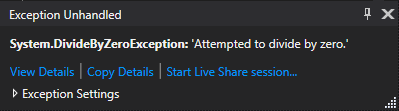 Exception Unhandled
System.DivideByZeroException: 'Attempted to divide by zero.'
View Details | Copy Details | Start Live Share session...
Exception Settings